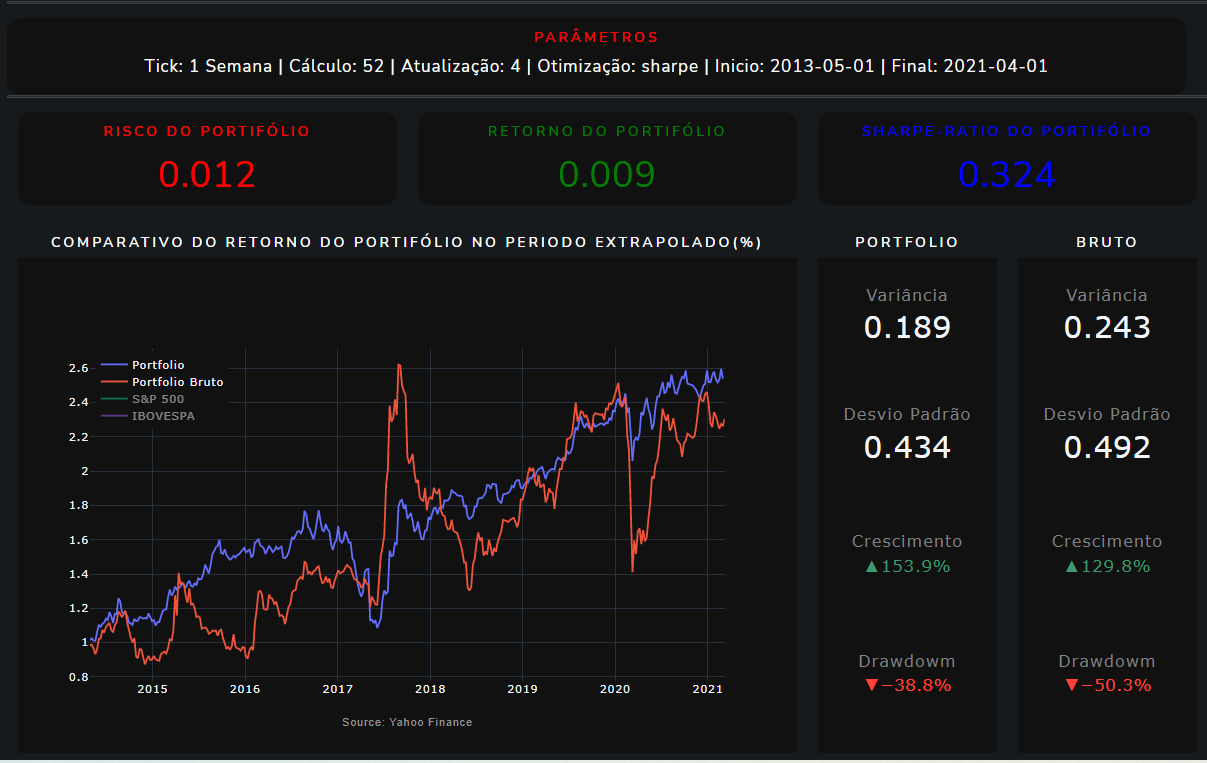 PARÂMETROS
Tick: 1 Semana | Cálculo: 52 | Atualização: 4 | Otimização: sharpe | Inicio: 2013-05-01 | Final: 2021-04-01
RISCO DO PORTIFÓLIO
0.012
RETORNO DO PORTIFÓLIO
0.009
SHARPE-RATIO DO PORTIFÓLIO
0.324
COMPARATIVO DO RETORNO DO PORTIFÓLIO NO PERIODO EXTRAPOLADO(%)
2.6
2.4
2.2
2
1.8
1.6
1.4
1.2
1
0.8
Portfolio
Portfolio Bruto
S&P 500
IBOVESPA
2015 2016 2017 2018 2019 2020 2021
Source: Yahoo Finance
PORTFOLIO
Variância
0.189
Desvio Padrão
0.434
Crescimento
▲153.9%
Drawdowm
▼−38.8%
BRUTO
Variância
0.243
Desvio Padrão
0.492
Crescimento
▲129.8%
Drawdowm
▼−50.3%